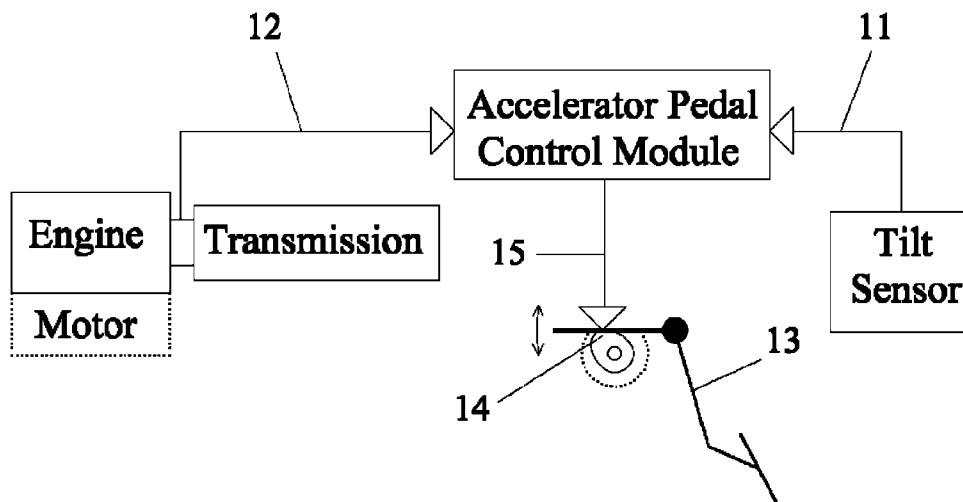 12
11
Accelerator Pedal
Control Module
Engine
Transmission
Motor
15
Tilt
Sensor
14
13